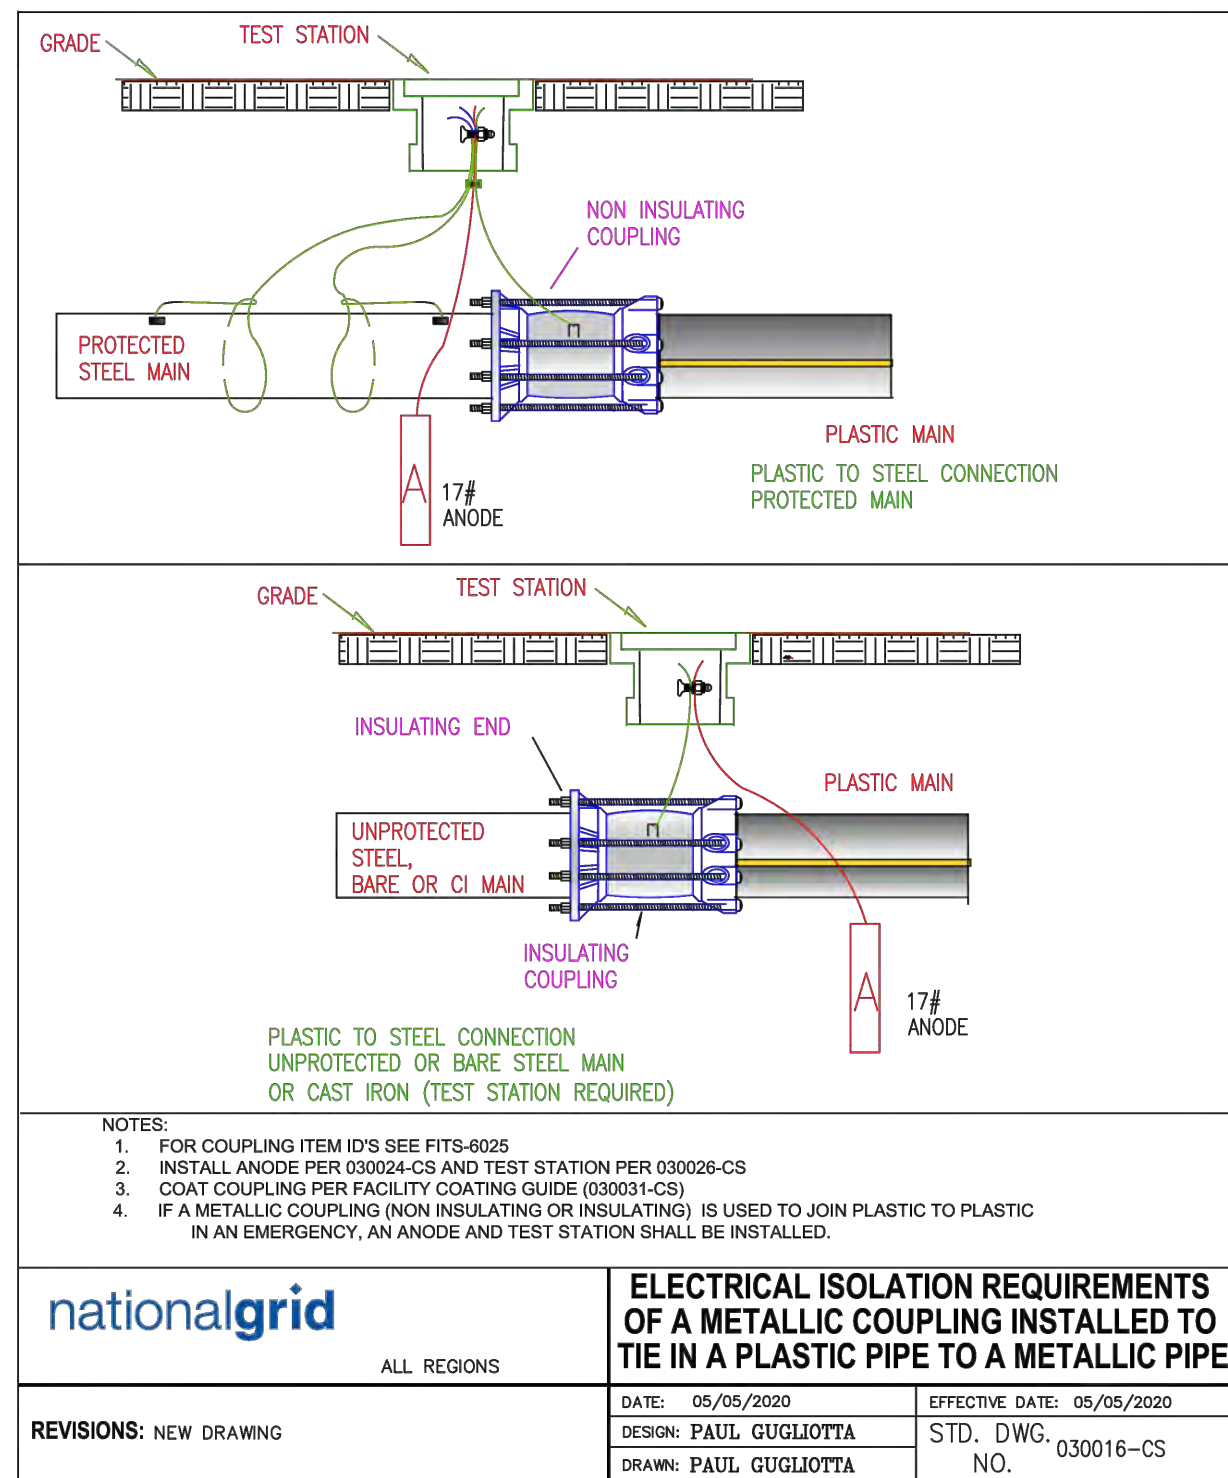 GRADE
TEST STATION
NON INSULATING
COUPLING
PROTECTED
STEEL MAIN
PLASTIC MAIN
PLASTIC TO STEEL CONNECTION
PROTECTED MAIN
A
17#
ANODE
GRADE
TEST STATION
INSULATING END
PLASTIC MAIN
UNPROTECTED
STEEL,
BARE OR CI MAIN
INSULATING
COUPLING
A
17#
ANODE
PLASTIC TO STEEL CONNECTION
UNPROTECTED OR BARE STEEL MAIN
OR CAST IRON (TEST STATION REQUIRED)
NOTES:
1. FOR COUPLING ITEM ID'S SEE FITS-6025
2. INSTALL ANODE PER 030024-CS AND TEST STATION PER 030026-CS
3. COAT COUPLING PER FACILITY COATING GUIDE (030031-CS)
4. IF A METALLIC COUPLING (NON INSULATING OR INSULATING) IS USED TO JOIN PLASTIC TO PLASTIC
IN AN EMERGENCY, AN ANODE AND TEST STATION SHALL BE INSTALLED.
nationalgrid
ALL REGIONS
ELECTRICAL ISOLATION REQUIREMENTS
OF A METALLIC COUPLING INSTALLED TO
TIE IN A PLASTIC PIPE TO A METALLIC PIPE
REVISIONS: NEW DRAWING
DATE: 05/05/2020
EFFECTIVE DATE: 05/05/2020
DESIGN: PAUL GUGLIOTTA
DRAWN: PAUL GUGLIOTTA
STD. DWG.
NO. 030016-CS